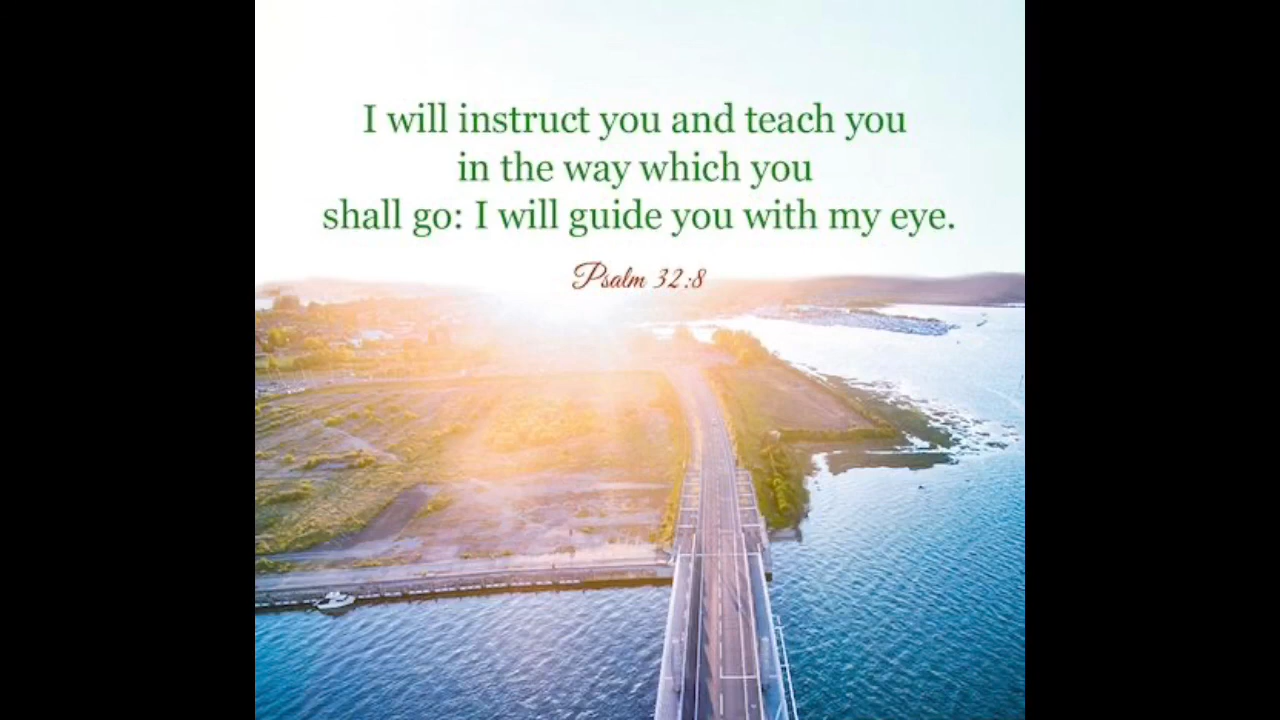 I will instruct you and teach you
in the way which you
shall go: I will guide you with my eye.
Psalm 32:8